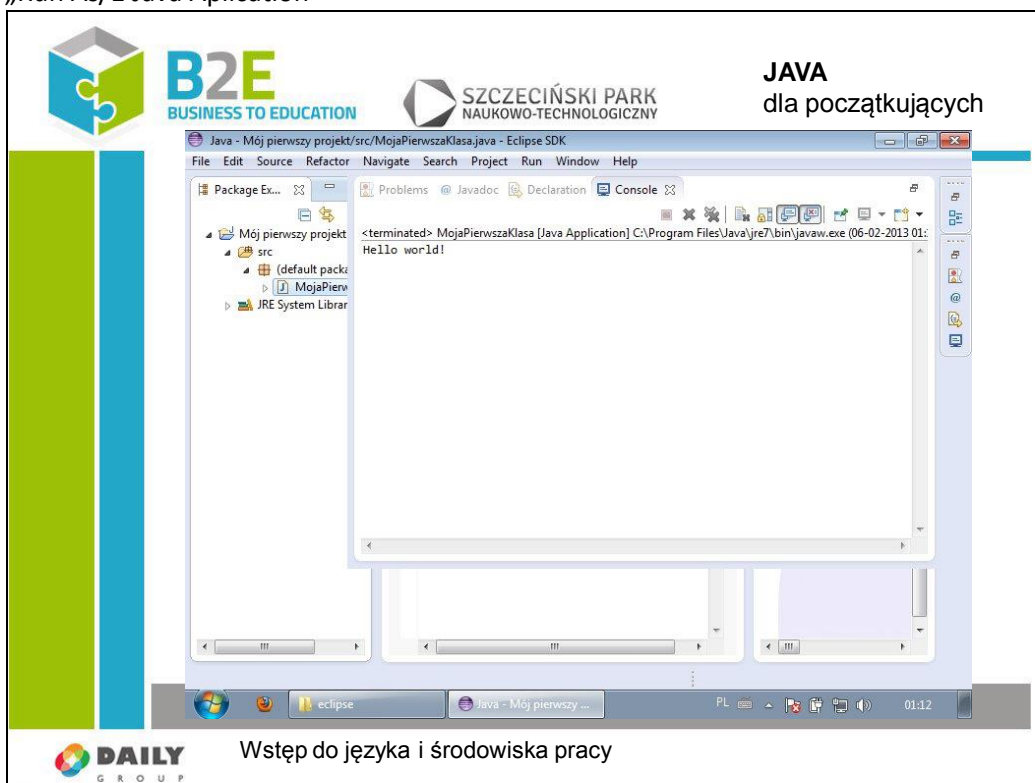 „Run As/ 1 Java Aplication
B2E
BUSINESS TO EDUCATION
SZCZECIŃSKI PARK
NAUKOWO-TECHNOLOGICZNY
JAVA
dla początkujących
Java - Mój pierwszy projekt/src/MojaPierwszaKlasa.java - Eclipse SDK
File Edit Source Refactor Navigate Search Project Run Window Help
Package Ex...
Problems @ Javadoc Declaration Console
<terminated> MojaPierwszaKlasa [Java Application] C:\Program Files\Java\jre7\bin\javaw.exe (06-02-2013 01:
Hello world!
Mój pierwszy projekt
src
(default packa
MojaPierw
JRE System Librar
eclipse
Java - Mój pierwszy ...
PL
01:12
DAILY
GROUP
Wstęp do języka i środowiska pracy